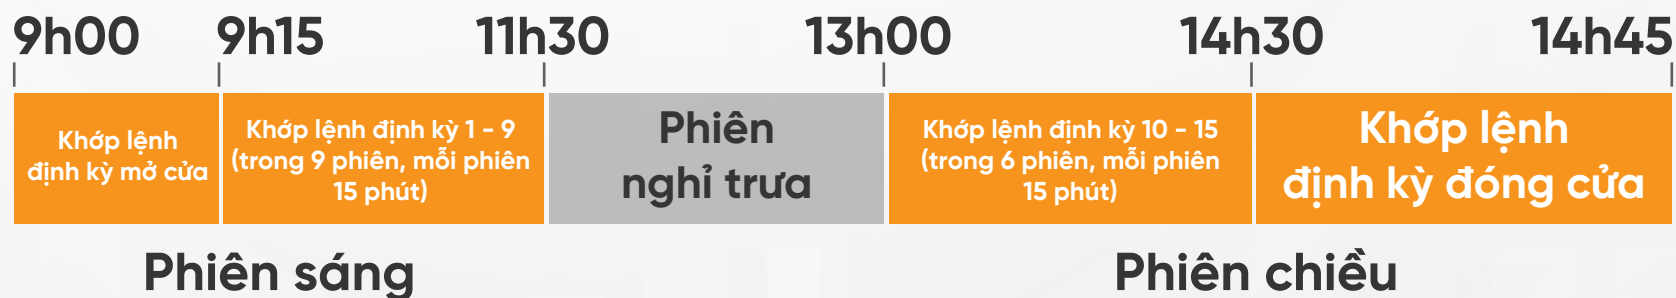 9h00 9h15 11h30 13h00 14h30 14h45
Khớp lệnh
định kỳ mở cửa
Khớp lệnh định kỳ 1 - 9
(trong 9 phiên, mỗi phiên
15 phút)
Phiên
nghỉ trưa
Khớp lệnh định kỳ 10 - 15
(trong 6 phiên, mỗi phiên
15 phút)
Khớp lệnh
định kỳ đóng cửa
Phiên sáng
Phiên chiều